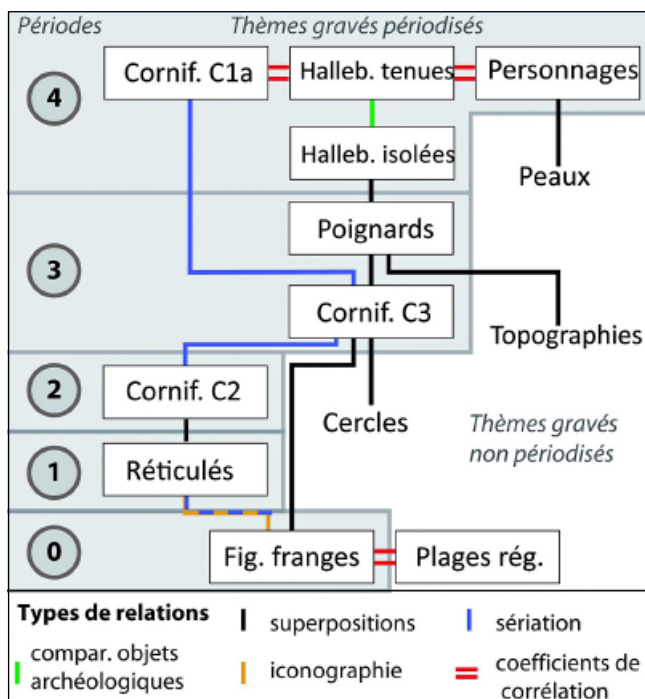 Périodes
Thèmes gravés périodisés
4
Cornif. C1a
Halleb. tenues
Personnages
Halleb. isolées
Peaux
3
Poignards
Cornif. C3
Topographies
2
Cornif. C2
Cercles
Thèmes gravés
non périodisés
1
Réticulés
0
Fig. franges
Plages rég.
Types de relations
superpositions
sériation
compar. objets
archéologiques
iconographie
coefficients de
corrélation